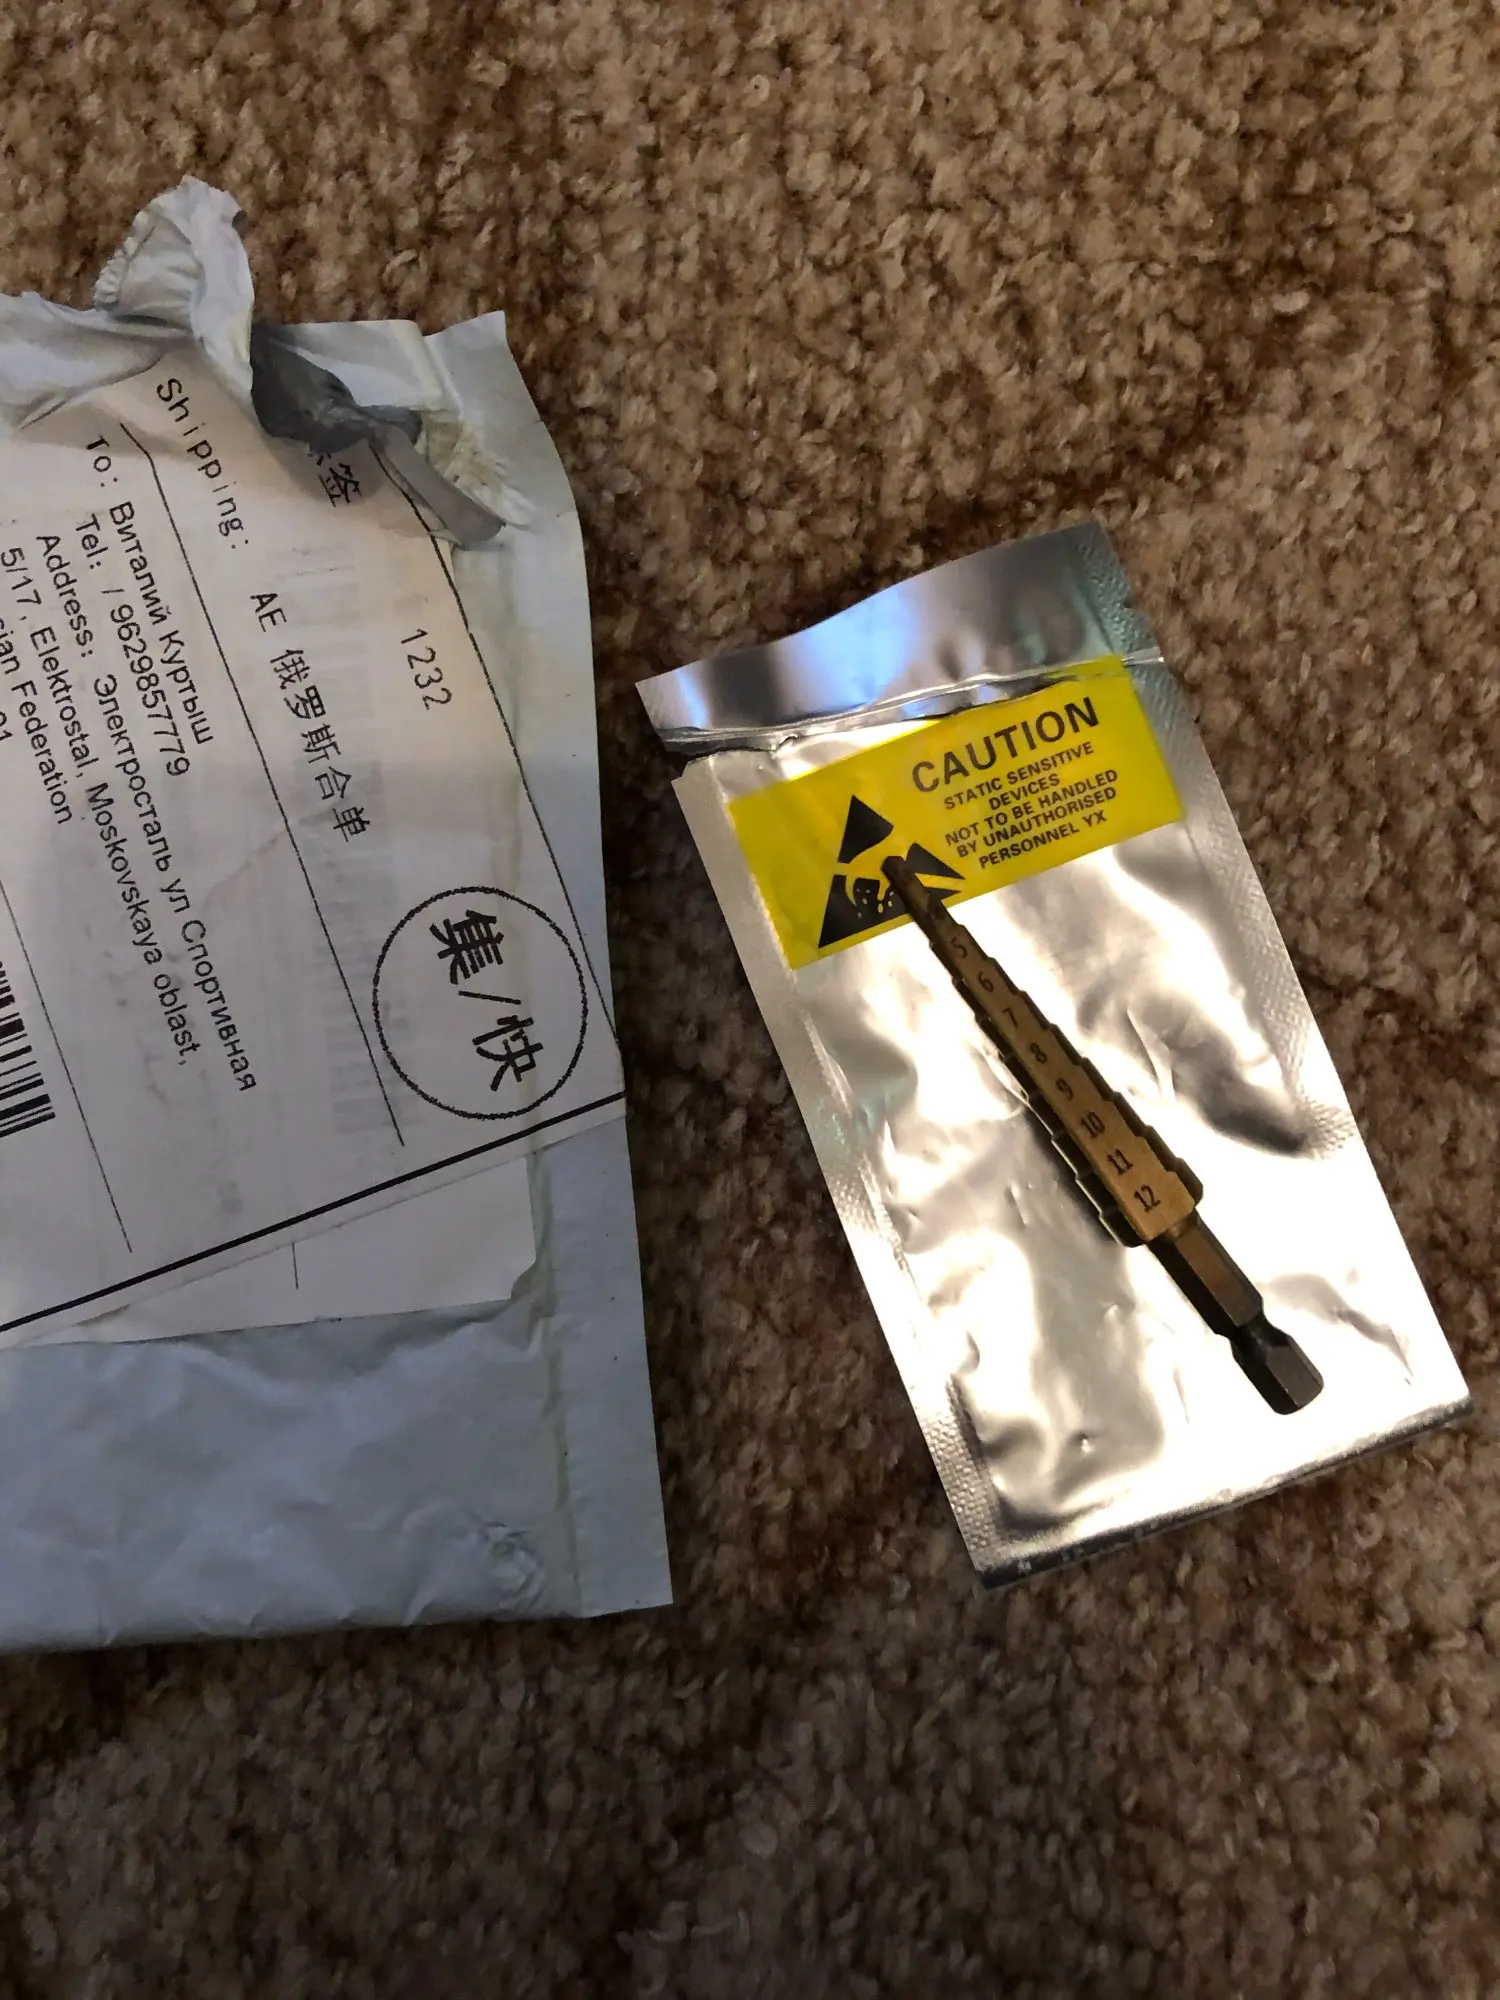 签
1232
Shipping: AE 俄罗斯合单
集/快
To: Виталий Куртыш
Tel: / 9629857779
Address: Электросталь ул Спортивная
5/17, Elektrostal, Moskovskaya oblast,
Federation
CAUTION
STATIC SENSITIVE
DEVICES
NOT TO BE HANDLED
BY UNAUTHORISED
PERSONNEL YX
5
6
7
8
9
10
11
12